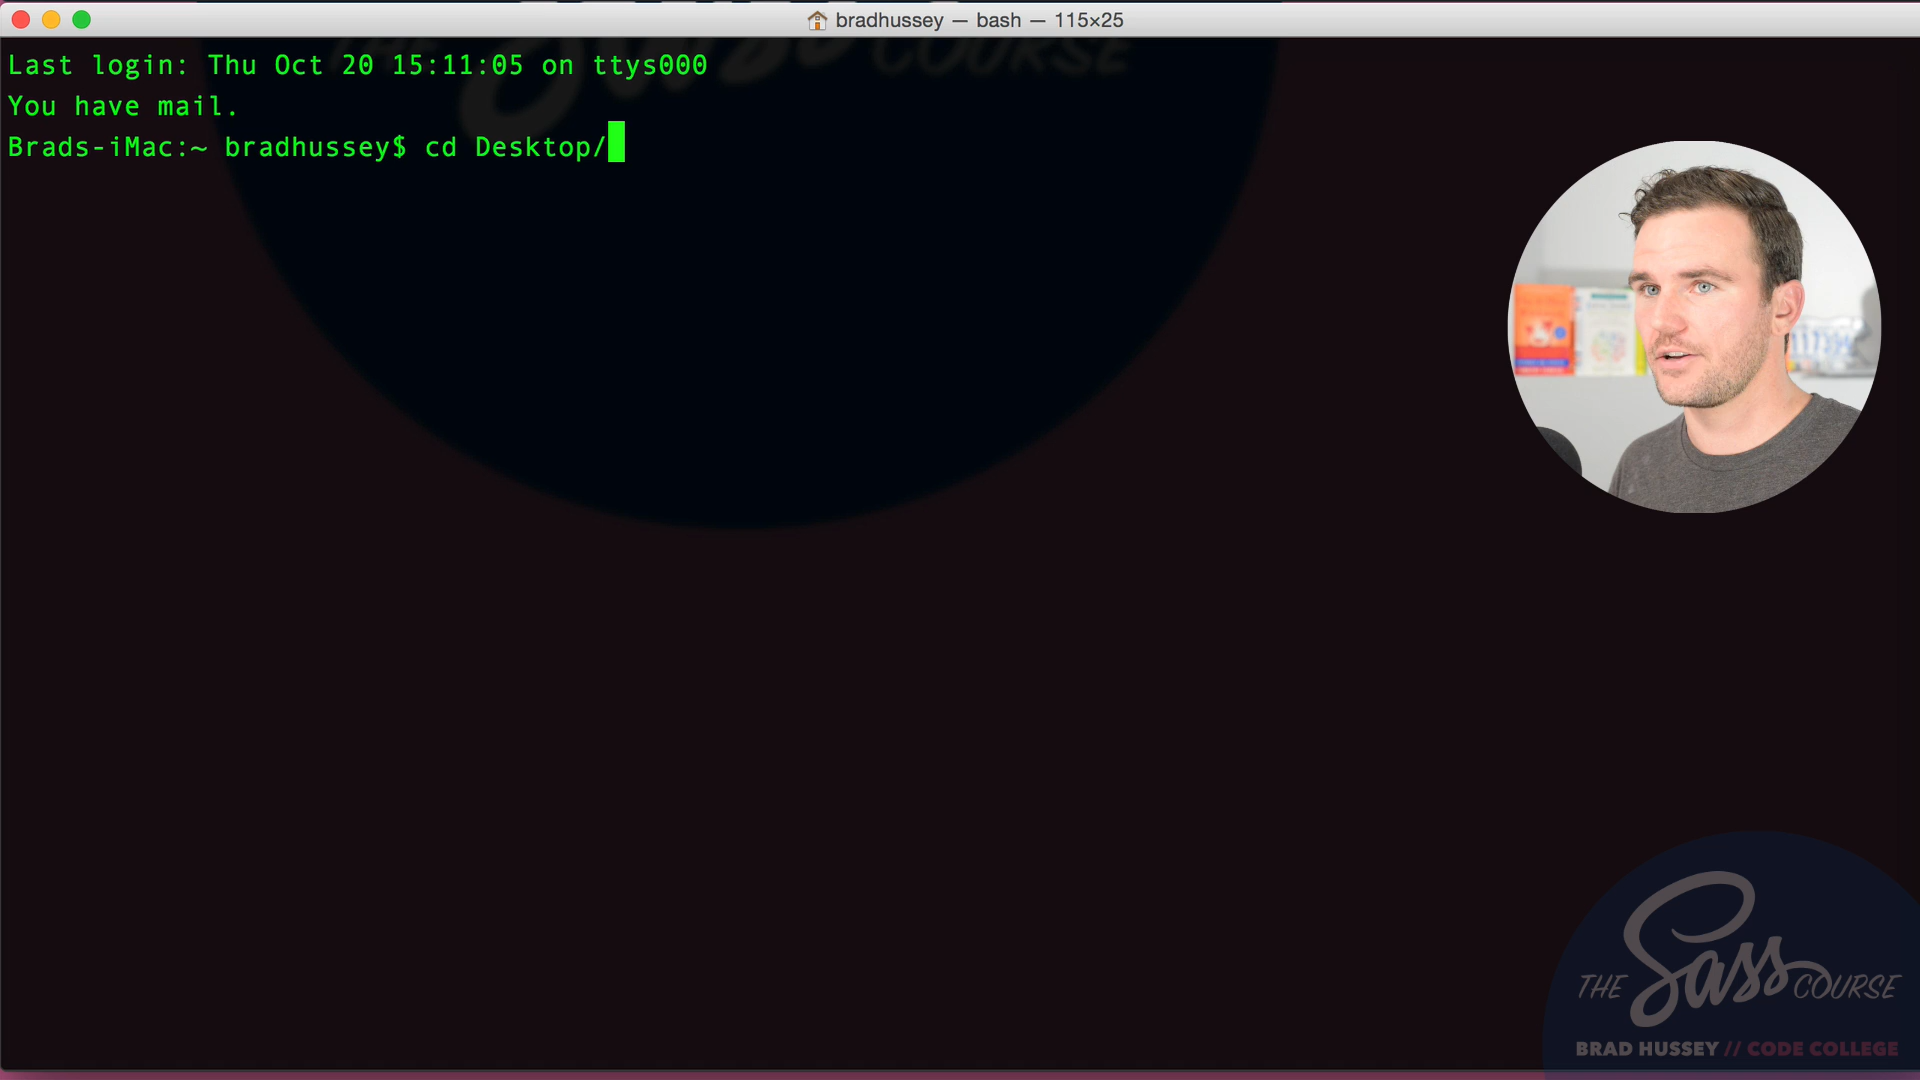 bradhussey — bash — 115×25
Last login: Thu Oct 20 15:11:05 on ttys000
You have mail.
Brads-iMac:~ bradhussey$ cd Desktop/
THE Sass COURSE
BRAD HUSSEY // CODE COLLEGE